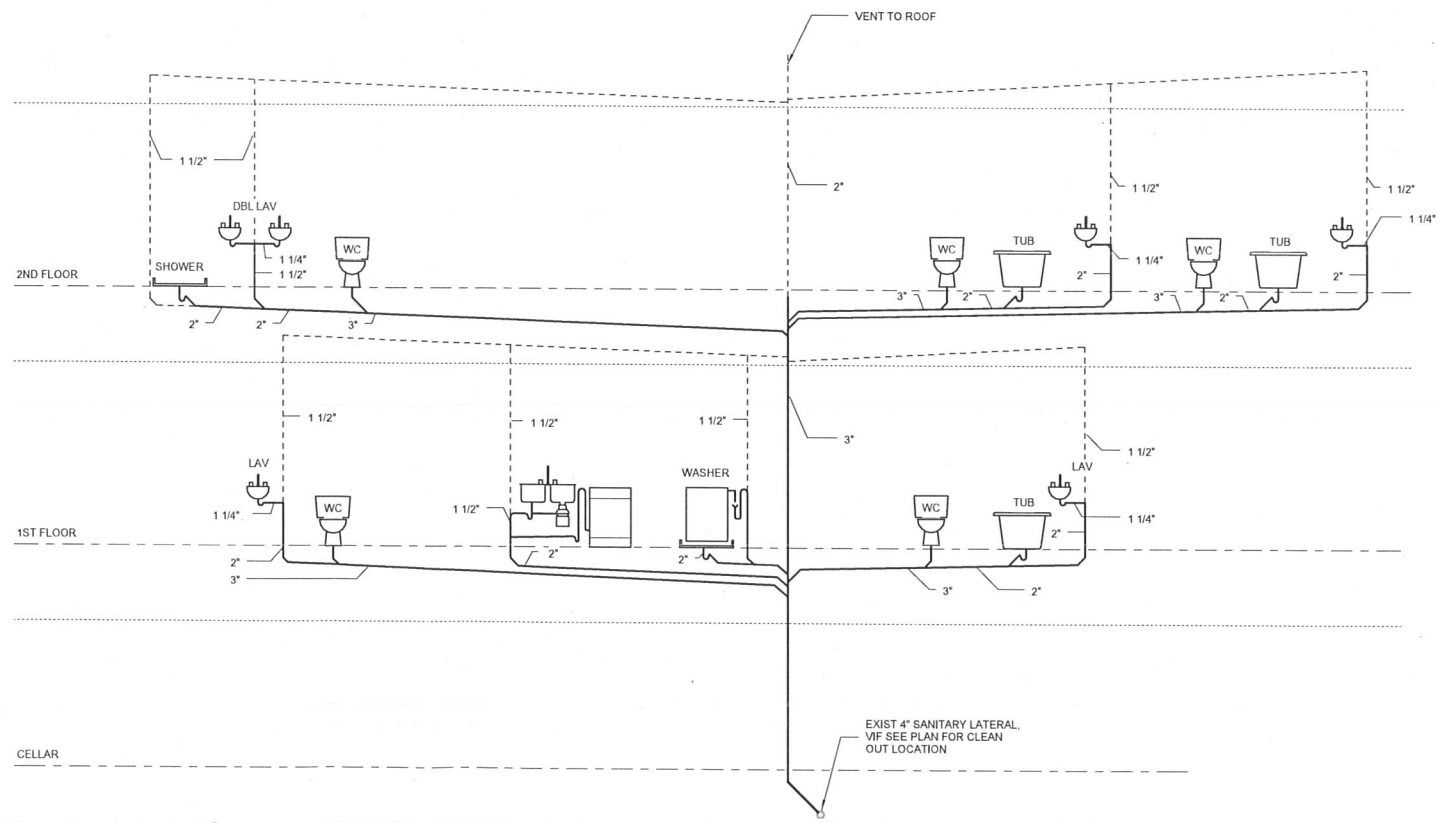 VENT TO ROOF
1 1/2"
2"
1 1/2"
1 1/2"
DBL LAV
1 1/4"
WC
WC
TUB
WC
TUB
SHOWER
1 1/4"
1 1/4"
1 1/2"
2ND FLOOR
2"
2"
3"
2"
3"
2"
2"
2"
3"
1 1/2"
1 1/2"
1 1/2"
3"
1 1/2"
LAV
WASHER
LAV
WC
WC
TUB
1 1/4"
1 1/2"
1 1/4"
1ST FLOOR
2"
2"
2"
2"
3"
3"
2"
EXIST 4" SANITARY LATERAL,
VIF SEE PLAN FOR CLEAN
OUT LOCATION
CELLAR